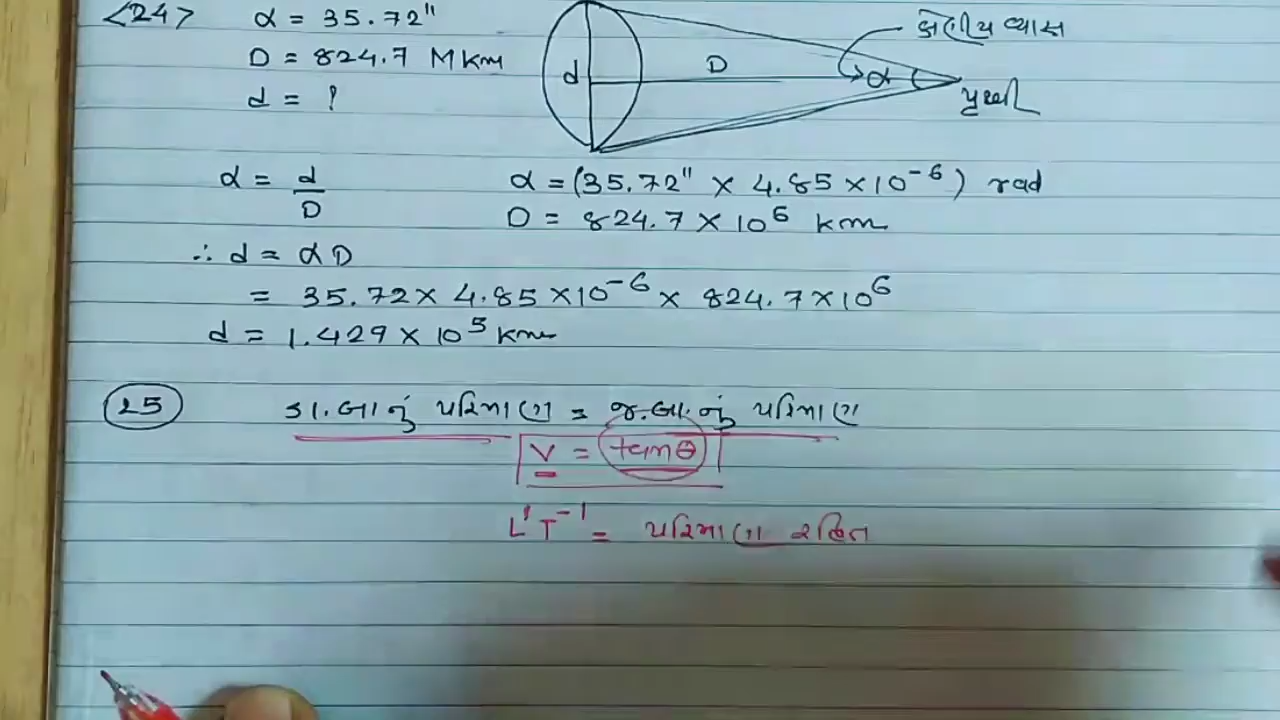 <24> α = 35.72"
D = 824.7 M km
d = ?
d
D
α
કોણીય વ્યાસ
પૃથ્વી
α = d/D
α = (35.72" × 4.85 × 10⁻⁶) rad
D = 824.7 × 10⁶ km
∴ d = αD
= 35.72 × 4.85 × 10⁻⁶ × 824.7 × 10⁶
d = 1.429 × 10⁵ km
25 ડા.બાનું પરિમાણ = જ.બા.નું પરિમાણ
v = tanθ
L¹T⁻¹ = પરિમાણ રહિત